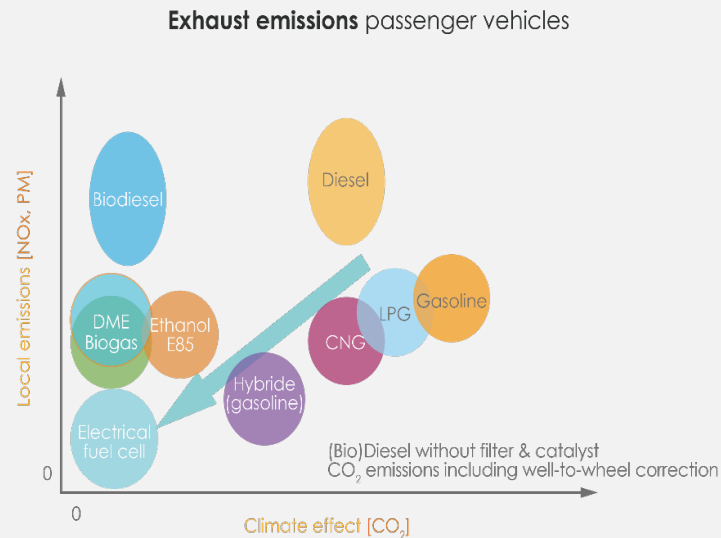 Exhaust emissions passenger vehicles
Local emissions [NOx, PM]
Biodiesel
Diesel
DME
Biogas
Ethanol
E85
CNG
LPG
Gasoline
Hybride
(gasoline)
Electrical
fuel cell
(Bio)Diesel without filter & catalyst
CO₂ emissions including well-to-wheel correction
0
0
Climate effect [CO₂]